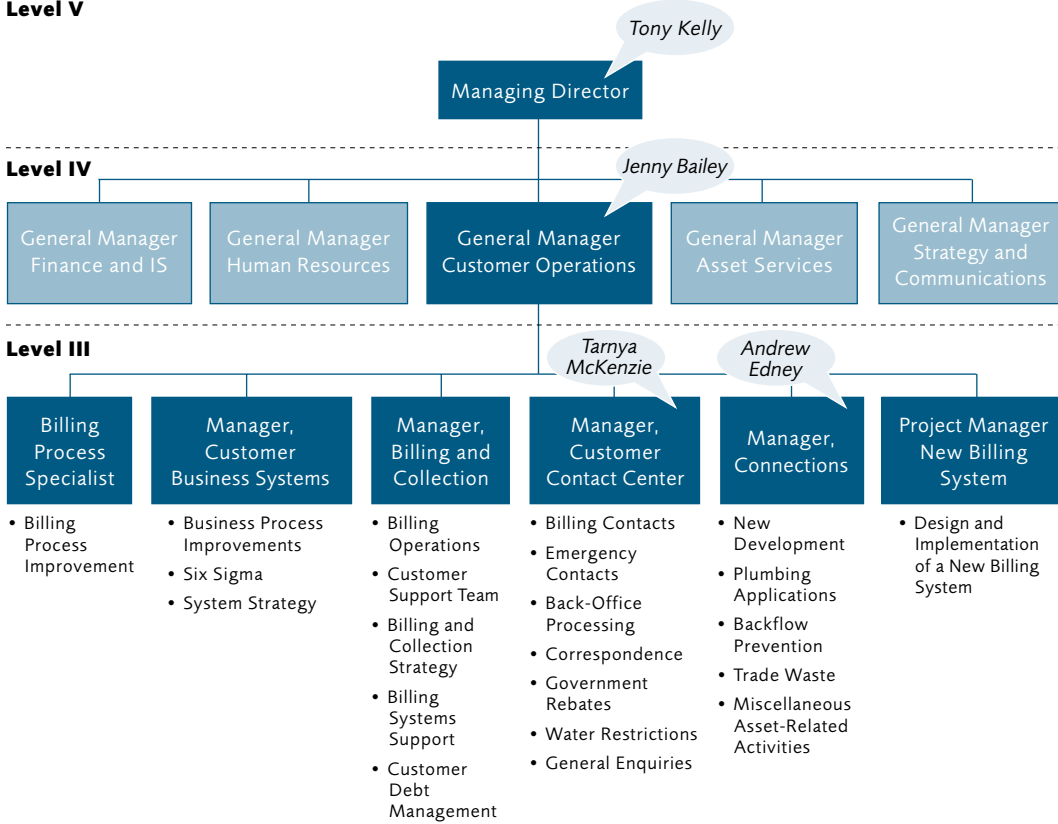 Level V
Tony Kelly
Managing Director
Level IV
Jenny Bailey
General Manager
Finance and IS
General Manager
Human Resources
General Manager
Customer Operations
General Manager
Asset Services
General Manager
Strategy and
Communications
Level III
Tarnya
McKenzie
Andrew
Edney
Billing
Process
Specialist
• Billing
Process
Improvement
Manager,
Customer
Business Systems
• Business Process
Improvements
• Six Sigma
• System Strategy
Manager,
Billing and
Collection
• Billing
Operations
• Customer
Support Team
• Billing and
Collection
Strategy
• Billing
Systems
Support
• Customer
Debt
Management
Manager,
Customer
Contact Center
• Billing Contacts
• Emergency
Contacts
• Back-Office
Processing
• Correspondence
• Government
Rebates
• Water Restrictions
• General Enquiries
Manager,
Connections
• New
Development
• Plumbing
Applications
• Backflow
Prevention
• Trade Waste
• Miscellaneous
Asset-Related
Activities
Project Manager
New Billing
System
• Design and
Implementation
of a New Billing
System